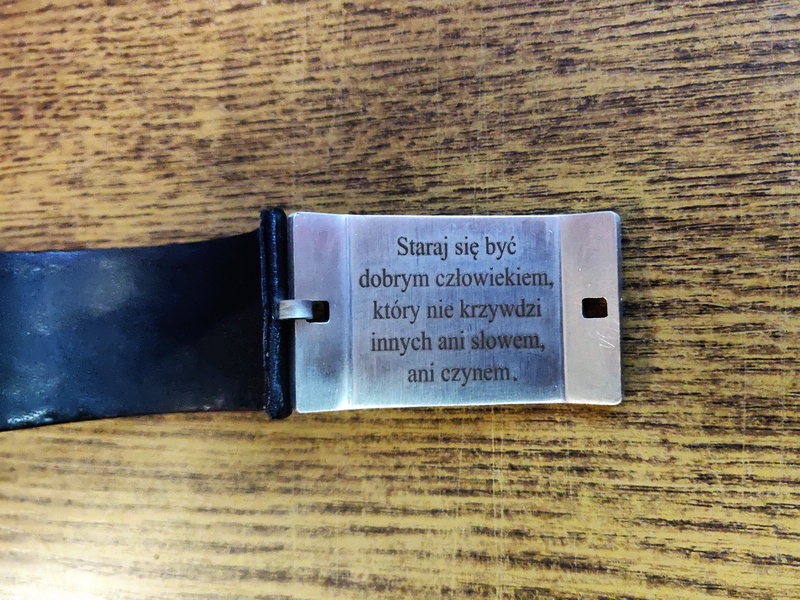 Staraj się być
dobrym człowiekiem,
który nie krzywdzi
innych ani słowem,
ani czynem.